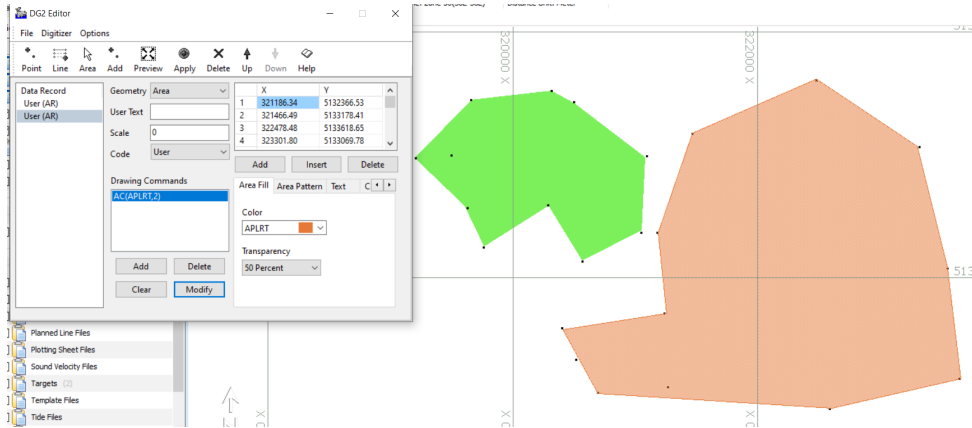 DG2 Editor
File Digitizer Options
Point Line Area Add Preview Apply Delete Up Down Help
Data Record
User (AR)
User (AR)
Geometry Area
User Text
Scale 0
Code User
Drawing Commands
AC(APLRT,2)
Add Delete
Clear Modify
X Y
1 321186.34 5132366.53
2 321466.49 5133178.41
3 322478.48 5133618.65
4 323301.80 5133069.78
Add Insert Delete
Area Fill Area Pattern Text C
Color
APLRT
Transparency
50 Percent
Planned Line Files
Plotting Sheet Files
Sound Velocity Files
Targets (2)
Template Files
Tide Files
320000 X
322000 X
513
X 0
X 0
X 0